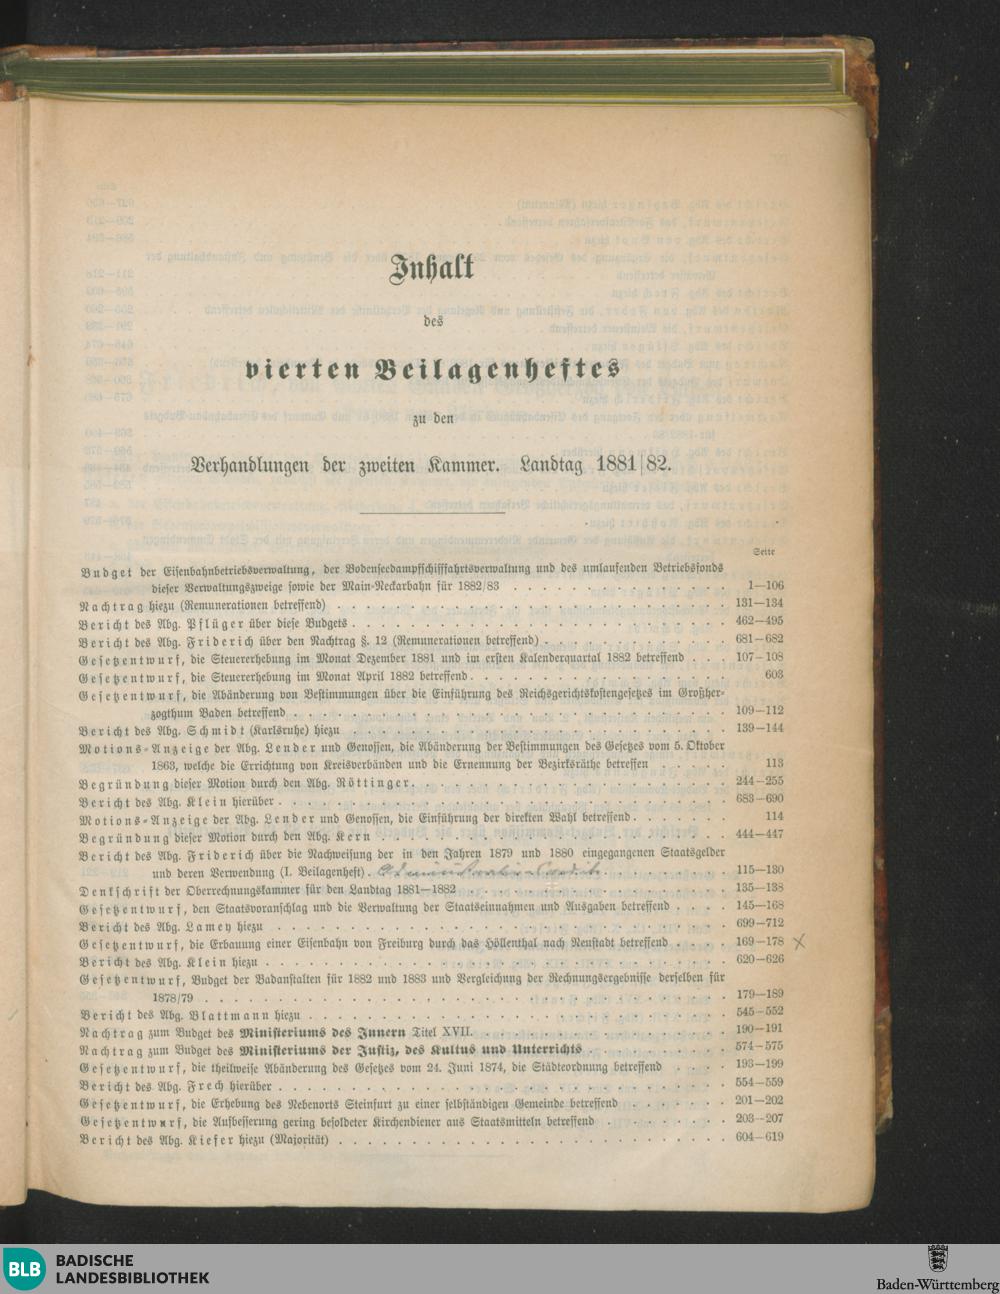 Inhalt
des
vierten Beilagenheftes
zu den
Verhandlungen der zweiten Kammer. Landtag 1881/82.
Seite
Budget der Eisenbahnbetriebsverwaltung, der Bodenseedampfschifffahrtsverwaltung und des umlaufenden Betriebsfonds
dieser Verwaltungszweige sowie der Main-Neckarbahn für 1882/83 . . . 1—106
Nachtrag hiezu (Remunerationen betreffend) . . . 131—134
Bericht des Abg. Pflüger über diese Budgets . . . 462—495
Bericht des Abg. Friderich über den Nachtrag §. 12 (Remunerationen betreffend) . . . 681—682
Gesetzentwurf, die Steuererhebung im Monat Dezember 1881 und im ersten Kalenderquartal 1882 betreffend . . . 107-108
Gesetzentwurf, die Steuererhebung im Monat April 1882 betreffend . . . 603
Gesetzentwurf, die Abänderung von Bestimmungen über die Einführung des Reichsgerichtskostengesetzes im Großher-
zogthum Baden betreffend . . . 109—112
Bericht des Abg. Schmidt (Karlsruhe) hiezu . . . 139—144
Motions-Anzeige der Abg. Lender und Genossen, die Abänderung der Bestimmungen des Gesetzes vom 5. Oktober
1863, welche die Errichtung von Kreisverbänden und die Ernennung der Bezirksräthe betreffen . . . 113
Begründung dieser Motion durch den Abg. Röttinger . . . 244—255
Bericht des Abg. Klein hierüber . . . 683—690
Motions-Anzeige der Abg. Lender und Genossen, die Einführung der direkten Wahl betreffend . . . 114
Begründung dieser Motion durch den Abg. Kern . . . 444—447
Bericht des Abg. Friderich über die Nachweisung der in den Jahren 1879 und 1880 eingegangenen Staatsgelder
und deren Verwendung (I. Beilagenheft) . Administrativ-Credite . . . 115—130
Denkschrift der Oberrechnungskammer für den Landtag 1881—1882 . . . 135—138
Gesetzentwurf, den Staatsvoranschlag und die Verwaltung der Staatseinnahmen und Ausgaben betreffend . . . 145—168
Bericht des Abg. Lamey hiezu . . . 699—712
Gesetzentwurf, die Erbauung einer Eisenbahn von Freiburg durch das Höllenthal nach Neustadt betreffend . . . 169—178 X
Bericht des Abg. Klein hiezu . . . 620—626
Gesetzentwurf, Budget der Badanstalten für 1882 und 1883 und Vergleichung der Rechnungsergebnisse derselben für
1878/79 . . . 179—189
Bericht des Abg. Blattmann hiezu . . . 545—552
Nachtrag zum Budget des Ministeriums des Innern Titel XVII. . . . 190—191
Nachtrag zum Budget des Ministeriums der Justiz, des Kultus und Unterrichts . . . 574—575
Gesetzentwurf, die theilweise Abänderung des Gesetzes vom 24. Juni 1874, die Städteordnung betreffend . . . 193—199
Bericht des Abg. Frech hierüber . . . 554—559
Gesetzentwurf, die Erhebung des Nebenorts Steinfurt zu einer selbständigen Gemeinde betreffend . . . 201—202
Gesetzentwurf, die Aufbesserung gering besoldeter Kirchendiener aus Staatsmitteln betreffend . . . 203—207
Bericht des Abg. Kiefer hiezu (Majorität) . . . 604—619
BLB BADISCHE
LANDESBIBLIOTHEK
Baden-Württemberg